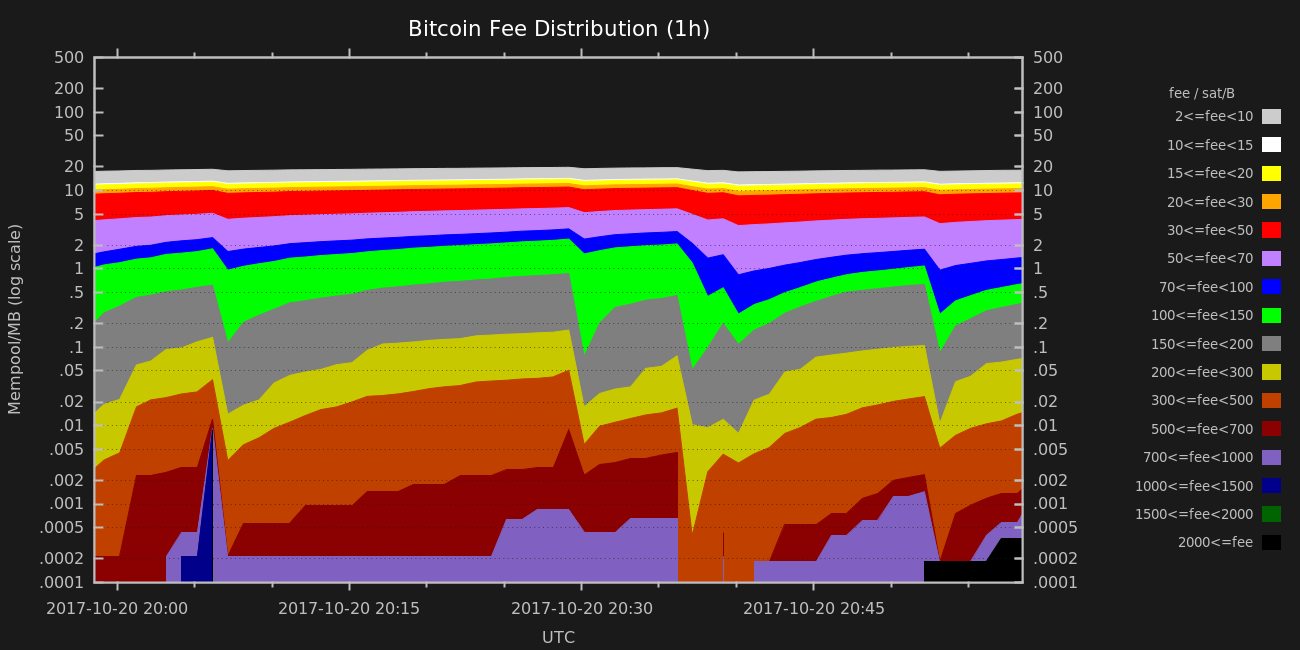 Bitcoin Fee Distribution (1h)
500 500
200 200
100 100
50 50
20 20
10 10
5 5
2 2
1 1
.5 .5
.2 .2
.1 .1
.05 .05
.02 .02
.01 .01
.005 .005
.002 .002
.001 .001
.0005 .0005
.0002 .0002
.0001 .0001
Mempool/MB (log scale)
2017-10-20 20:00 2017-10-20 20:15 2017-10-20 20:30 2017-10-20 20:45
UTC
fee / sat/B
2<=fee<10
10<=fee<15
15<=fee<20
20<=fee<30
30<=fee<50
50<=fee<70
70<=fee<100
100<=fee<150
150<=fee<200
200<=fee<300
300<=fee<500
500<=fee<700
700<=fee<1000
1000<=fee<1500
1500<=fee<2000
2000<=fee